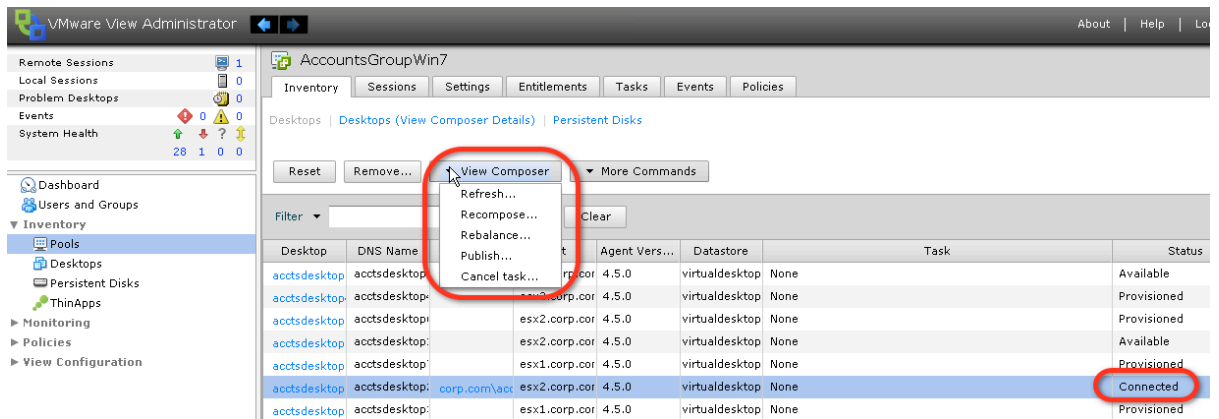 VMware View Administrator
About | Help |
Remote Sessions 1
Local Sessions 0
Problem Desktops 0
Events 0 0
System Health ?
28 1 0 0
Dashboard
Users and Groups
Inventory
Pools
Desktops
Persistent Disks
ThinApps
Monitoring
Policies
View Configuration
AccountsGroupWin7
Inventory Sessions Settings Entitlements Tasks Events Policies
Desktops | Desktops (View Composer Details) | Persistent Disks
Reset Remove... View Composer More Commands
Refresh...
Recompose...
Rebalance...
Publish...
Cancel task...
Filter Clear
Desktop DNS Name Agent Vers... Datastore Task Status
acctsdesktop acctsdesktop 4.5.0 virtualdesktop None Available
acctsdesktop acctsdesktop esx2.corp.cor 4.5.0 virtualdesktop None Provisioned
acctsdesktop acctsdesktop esx2.corp.cor 4.5.0 virtualdesktop None Provisioned
acctsdesktop acctsdesktop esx2.corp.cor 4.5.0 virtualdesktop None Available
acctsdesktop acctsdesktop esx1.corp.cor 4.5.0 virtualdesktop None Provisioned
acctsdesktop acctsdesktop corp.com\acc esx2.corp.cor 4.5.0 virtualdesktop None Connected
acctsdesktop acctsdesktop esx1.corp.cor 4.5.0 virtualdesktop None Provisioned